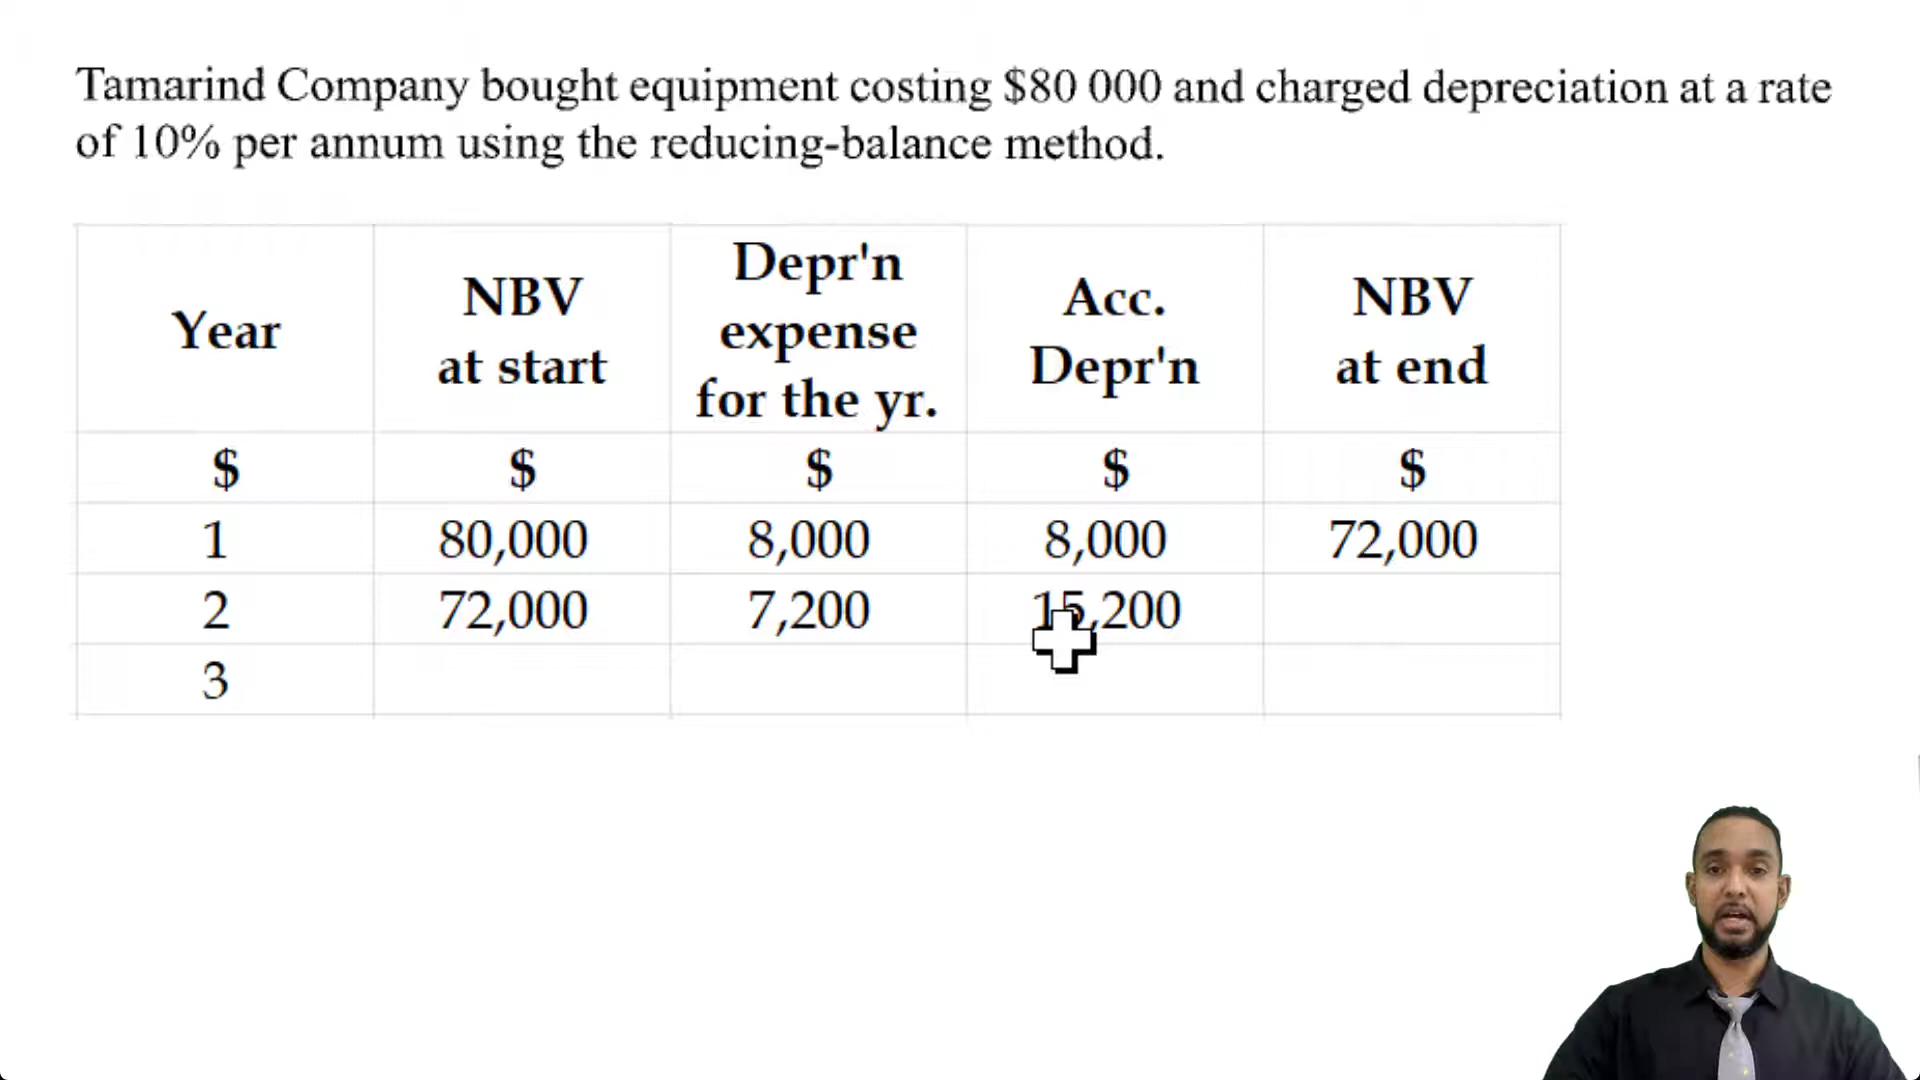 Tamarind Company bought equipment costing $80 000 and charged depreciation at a rate
of 10% per annum using the reducing-balance method.
Year NBV at start Depr'n expense for the yr. Acc. Depr'n NBV at end
$ $ $ $ $
1 80,000 8,000 8,000 72,000
2 72,000 7,200 15,200
3